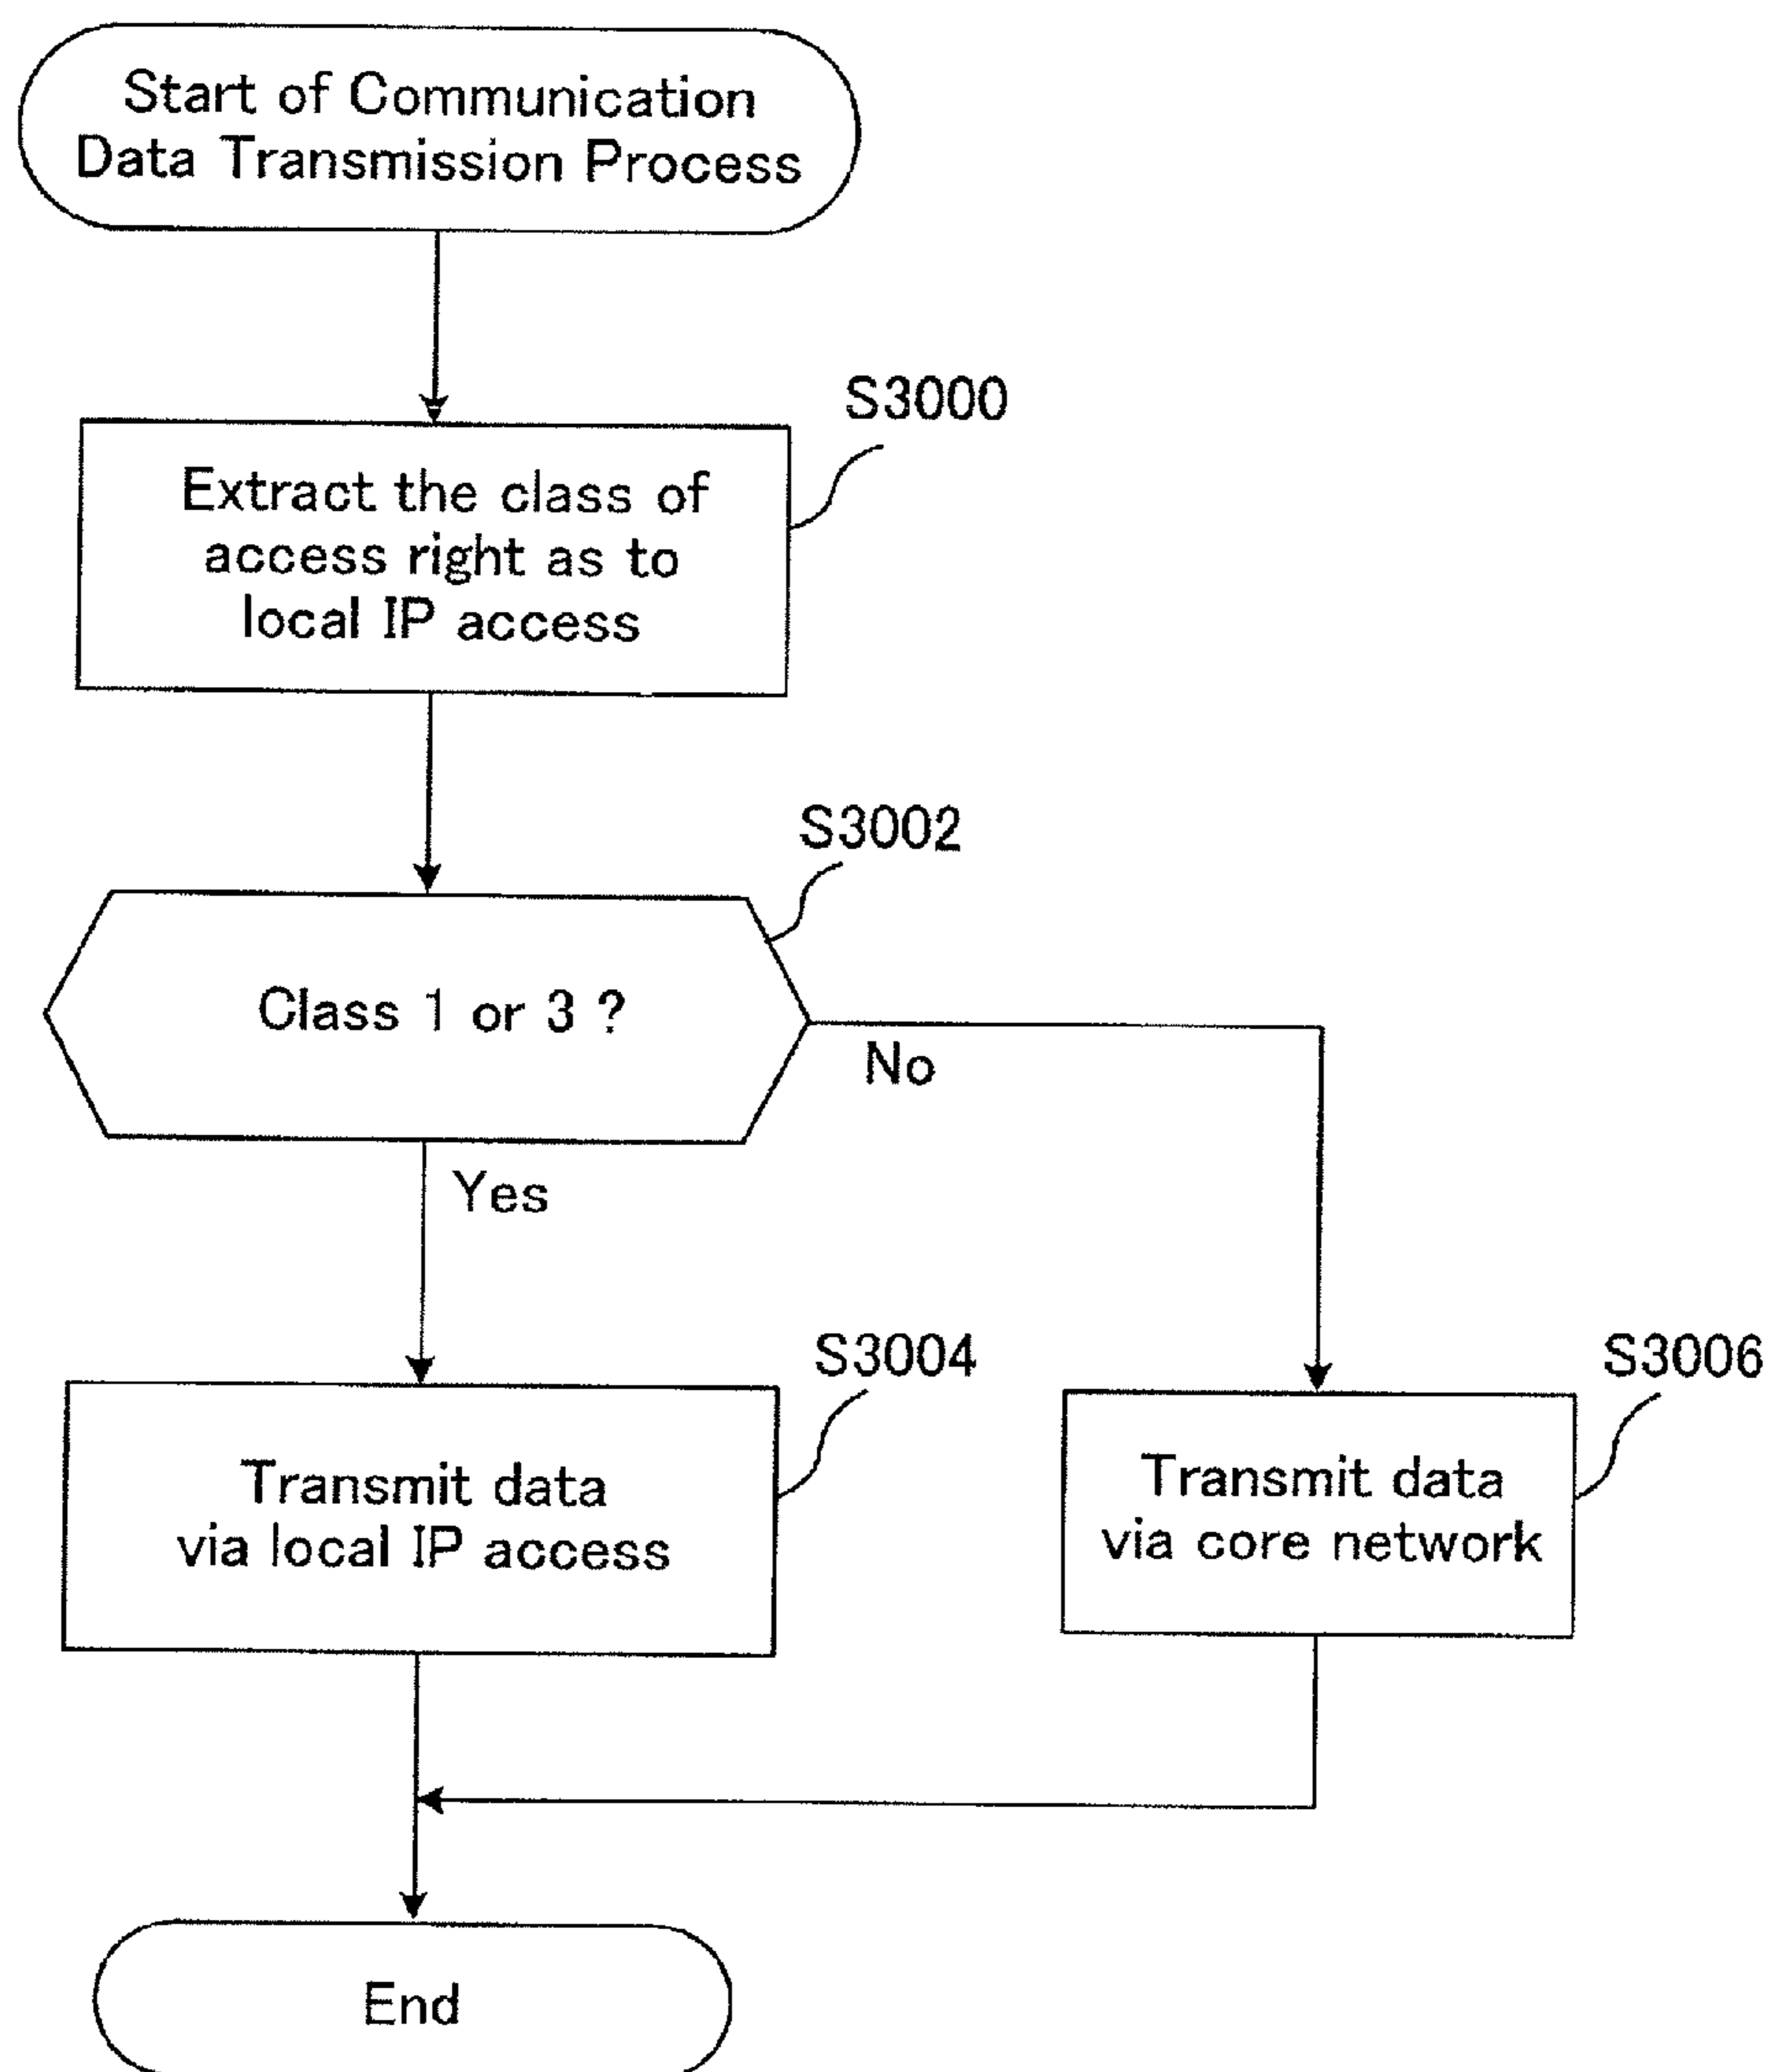 Start of Communication
Data Transmission Process
S3000
Extract the class of
access right as to
local IP access
S3002
Class 1 or 3 ?
No
Yes
S3004
Transmit data
via local IP access
S3006
Transmit data
via core network
End